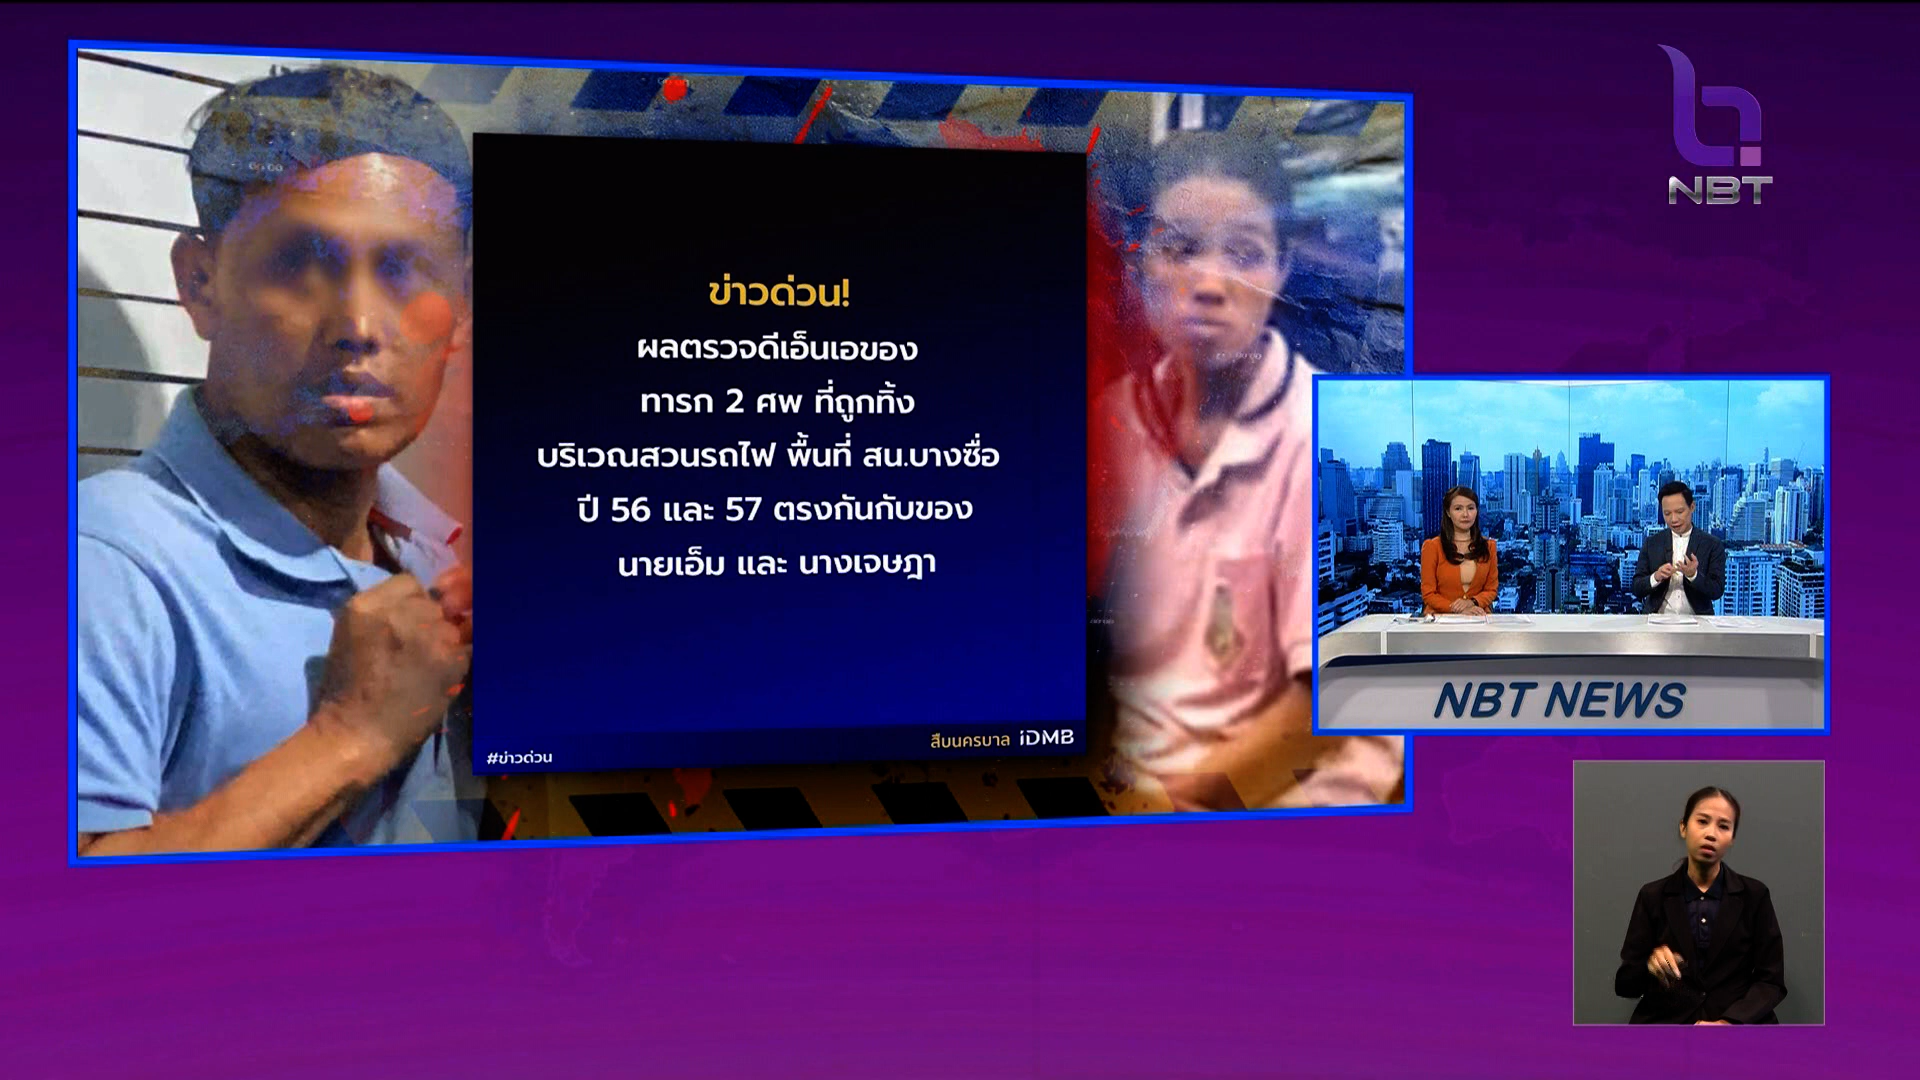 NBT
ข่าวด่วน!
ผลตรวจดีเอ็นเอของ
ทารก 2 ศพ ที่ถูกทิ้ง
บริเวณสวนรถไฟ พื้นที่ สน.บางซื่อ
ปี 56 และ 57 ตรงกันกับของ
นายเอ็ม และ นางเจษฎา
#ข่าวด่วน
สืบนครบาล iDMB
NBT NEWS